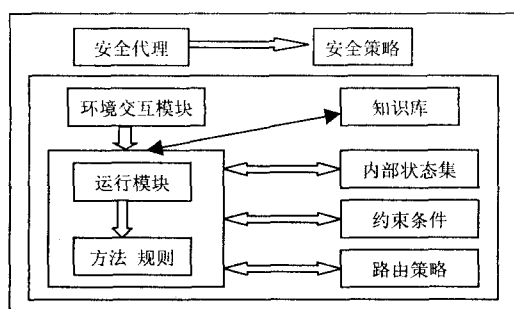 安全代理
安全策略
环境交互模块
知识库
运行模块
内部状态集
约束条件
方法 规则
路由策略